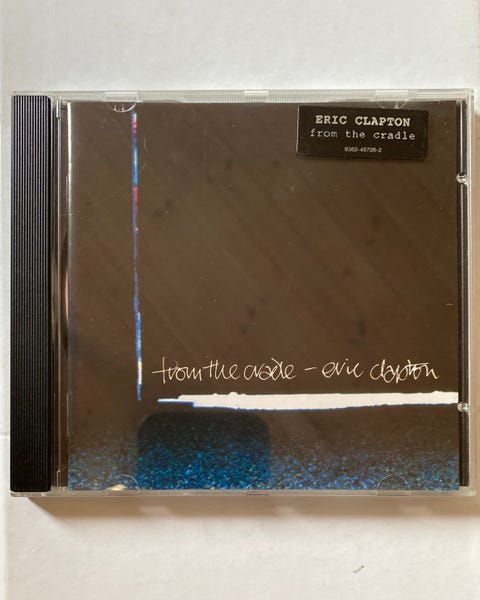 ERIC CLAPTON
from the cradle
9362-45735-2
from the cradle - eric clapton